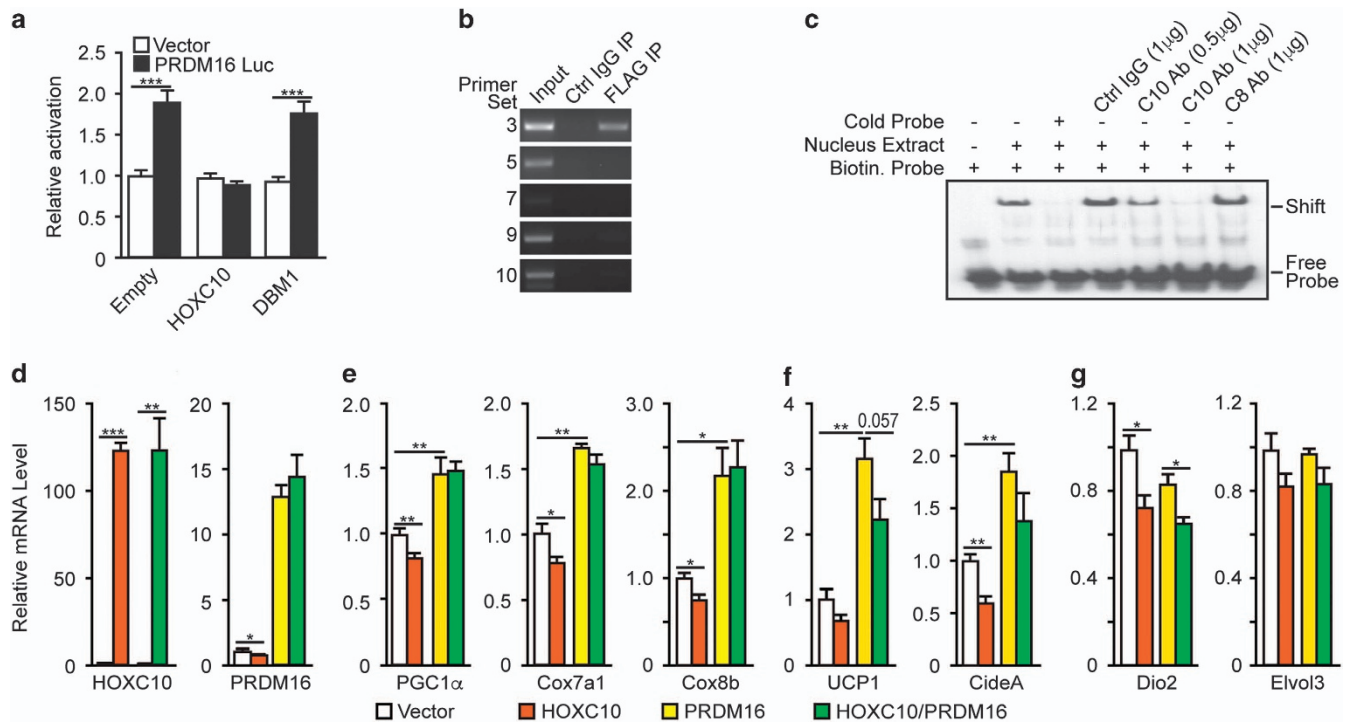 a
Vector
PRDM16 Luc
Relative activation
2.5
2.0
1.5
1.0
0.5
0
***
***
Empty
HOXC10
DBM1
b
Primer
Set
Input
Ctrl IgG IP
FLAG IP
3
5
7
9
10
c
Ctrl IgG (1µg)
C10 Ab (0.5µg)
C10 Ab (1µg)
C8 Ab (1µg)
Cold Probe - - + - - - -
Nucleus Extract - + + + + + +
Biotin. Probe + + + + + + +
Shift
Free
Probe
d
Relative mRNA Level
150
120
90
60
30
0
***
**
HOXC10
20
15
10
5
0
*
PRDM16
e
2.0
1.5
1.0
0.5
0
**
**
PGC1α
2.0
1.5
1.0
0.5
0
**
*
Cox7a1
3.0
2.0
1.0
0
*
*
Cox8b
f
4
3
2
1
0
**
0.057
UCP1
2.5
2.0
1.5
1.0
0.5
0
**
**
CideA
g
1.2
0.8
0.4
0
*
*
Dio2
1.2
0.8
0.4
0
Elvol3
Vector HOXC10 PRDM16 HOXC10/PRDM16